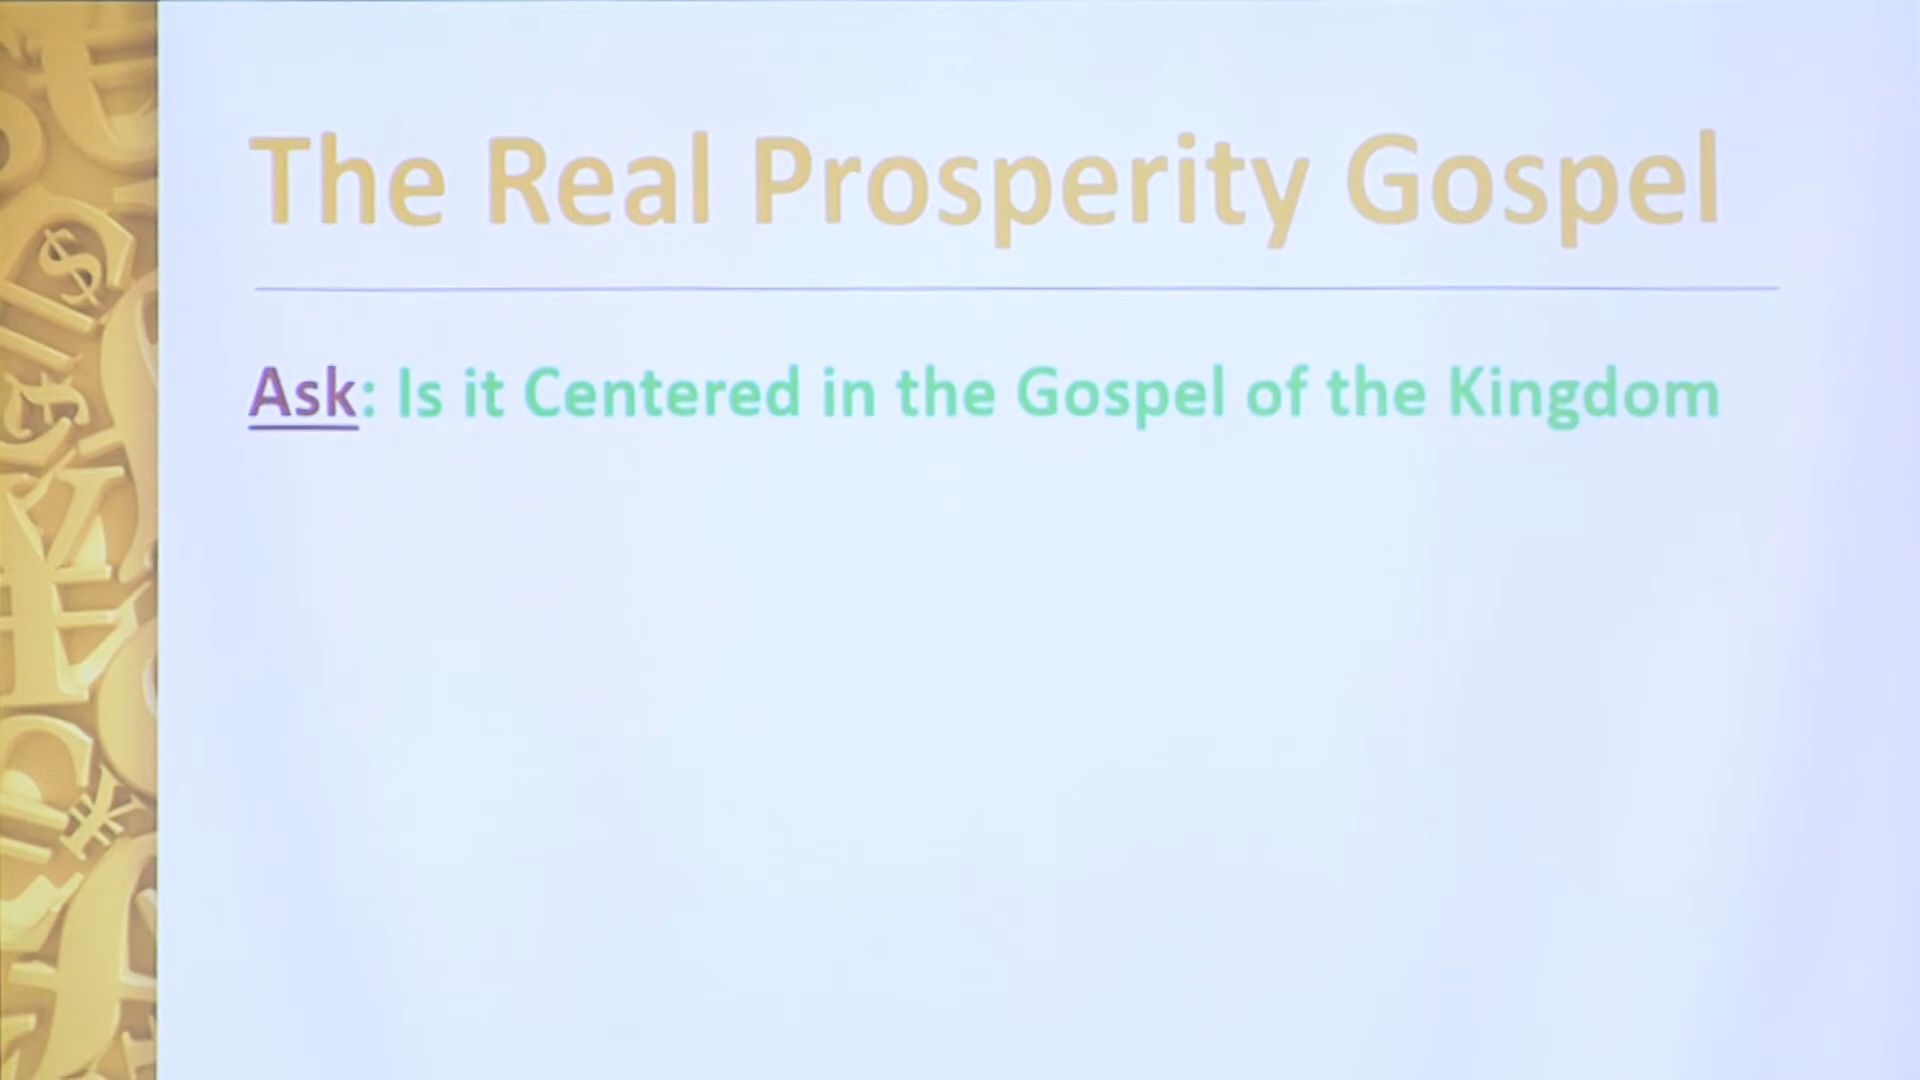 The Real Prosperity Gospel
Ask: Is it Centered in the Gospel of the Kingdom